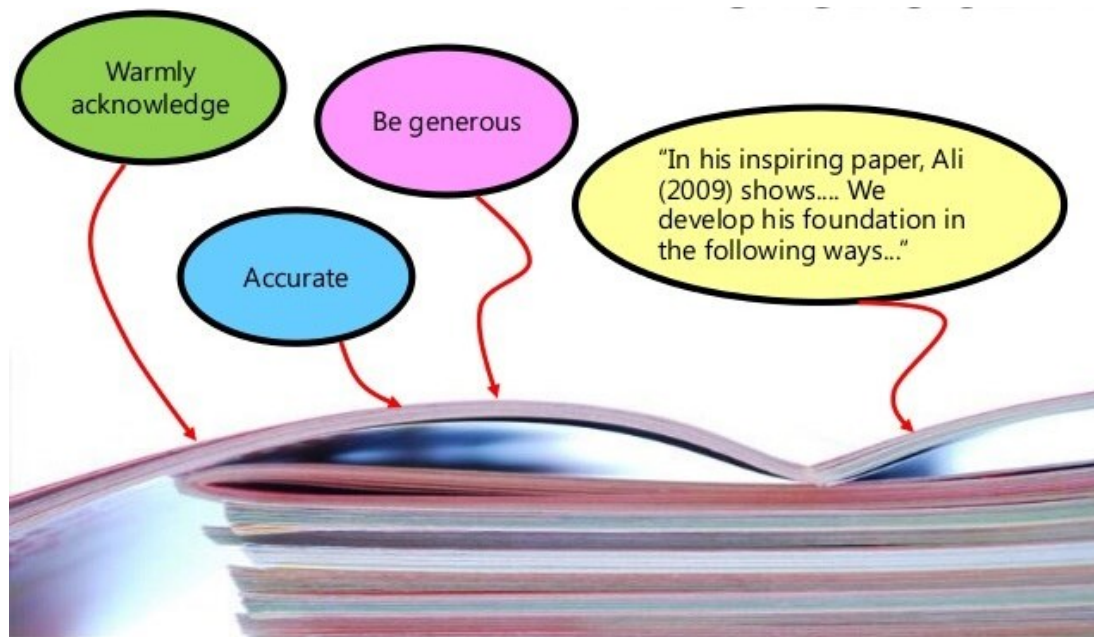 Warmly
acknowledge
Be generous
Accurate
“In his inspiring paper, Ali
(2009) shows.... We
develop his foundation in
the following ways...”